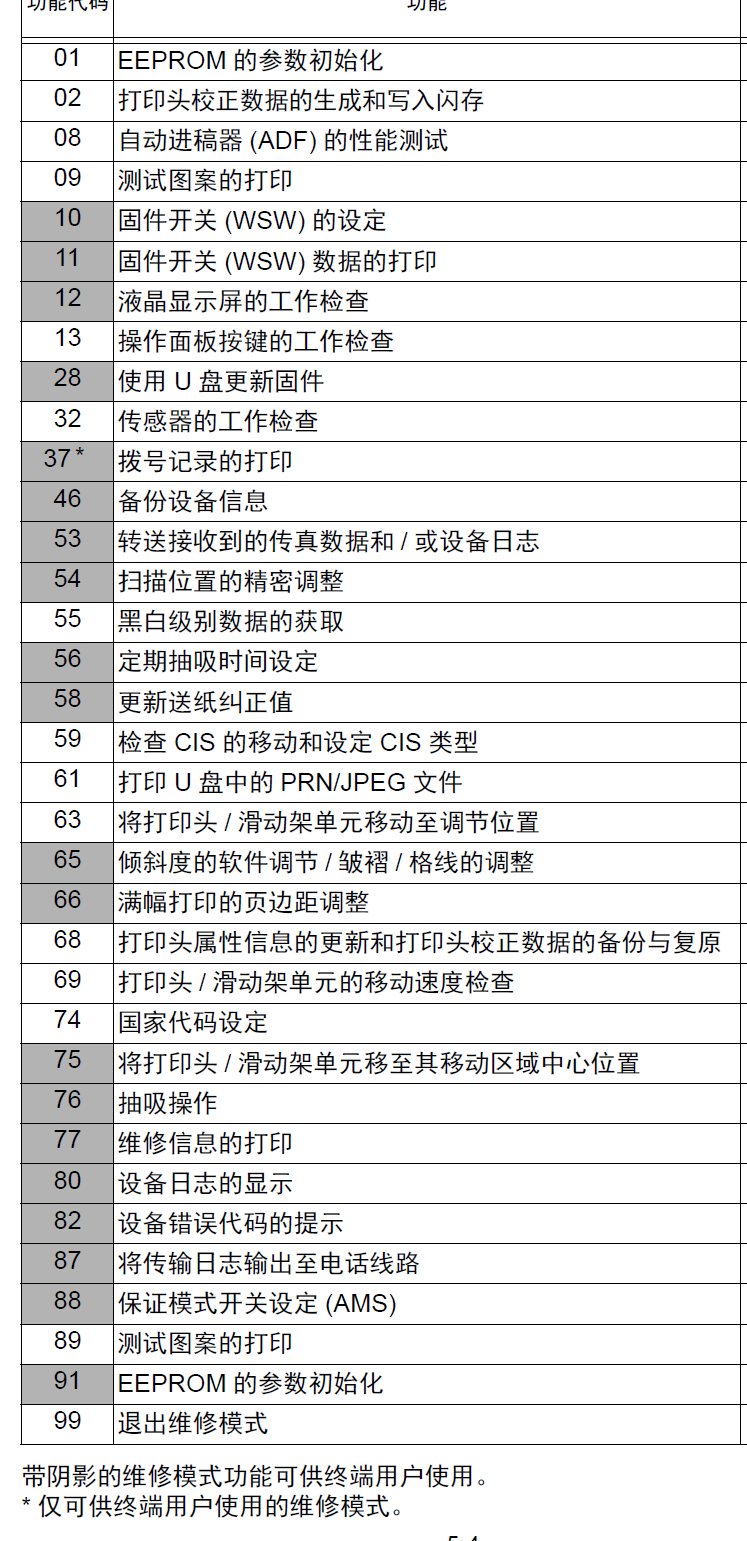 功能代码 功能
01 EEPROM 的参数初始化
02 打印头校正数据的生成和写入闪存
08 自动进稿器 (ADF) 的性能测试
09 测试图案的打印
10 固件开关 (WSW) 的设定
11 固件开关 (WSW) 数据的打印
12 液晶显示屏的工作检查
13 操作面板按键的工作检查
28 使用 U 盘更新固件
32 传感器的工作检查
37 * 拨号记录的打印
46 备份设备信息
53 转送接收到的传真数据和 / 或设备日志
54 扫描位置的精密调整
55 黑白级别数据的获取
56 定期抽吸时间设定
58 更新送纸纠正值
59 检查 CIS 的移动和设定 CIS 类型
61 打印 U 盘中的 PRN/JPEG 文件
63 将打印头 / 滑动架单元移动至调节位置
65 倾斜度的软件调节 / 皱褶 / 格线的调整
66 满幅打印的页边距调整
68 打印头属性信息的更新和打印头校正数据的备份与复原
69 打印头 / 滑动架单元的移动速度检查
74 国家代码设定
75 将打印头 / 滑动架单元移至其移动区域中心位置
76 抽吸操作
77 维修信息的打印
80 设备日志的显示
82 设备错误代码的提示
87 将传输日志输出至电话线路
88 保证模式开关设定 (AMS)
89 测试图案的打印
91 EEPROM 的参数初始化
99 退出维修模式
带阴影的维修模式功能可供终端用户使用。
* 仅可供终端用户使用的维修模式。
5-4